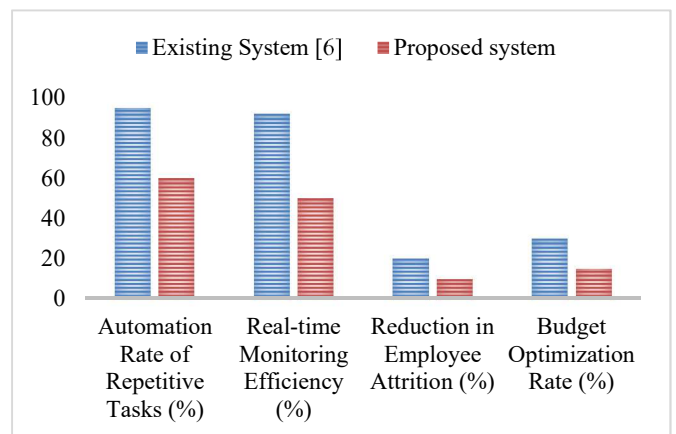 Existing System [6] Proposed system
100
80
60
40
20
0
Automation Rate of Repetitive Tasks (%)
Real-time Monitoring Efficiency (%)
Reduction in Employee Attrition (%)
Budget Optimization Rate (%)